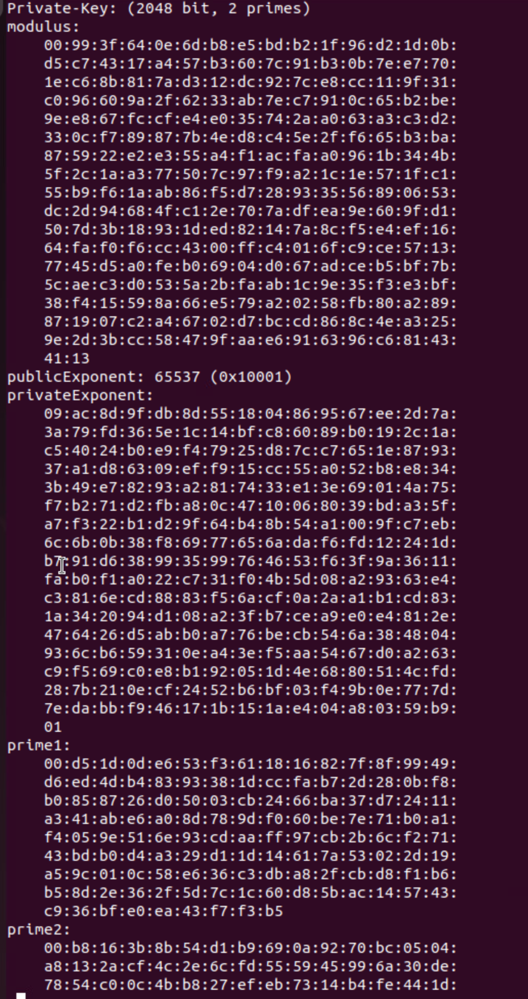 Private-Key: (2048 bit, 2 primes)
modulus:
00:99:3f:64:0e:6d:b8:e5:bd:b2:1f:96:d2:1d:0b:
d5:c7:43:17:a4:57:b3:60:7c:91:b3:0b:7e:e7:70:
1e:c6:8b:81:7a:d3:12:dc:92:7c:e8:cc:11:9f:31:
c0:96:60:9a:2f:62:33:ab:7e:c7:91:0c:65:b2:be:
9e:e8:67:fc:cf:e4:e0:35:74:2a:a0:63:a3:c3:d2:
33:0c:f7:89:87:7b:4e:d8:c4:5e:2f:f6:65:b3:ba:
87:59:22:e2:e3:55:a4:f1:ac:fa:a0:96:1b:34:4b:
5f:2c:1a:a3:77:50:7c:97:f9:a2:1c:1e:57:1f:c1:
55:b9:f6:1a:ab:86:f5:d7:28:93:35:56:89:06:53:
dc:2d:94:68:4f:c1:2e:70:7a:df:ea:9e:60:9f:d1:
50:7d:3b:18:93:1d:ed:82:14:7a:8c:f5:e4:ef:16:
64:fa:f0:f6:cc:43:00:ff:c4:01:6f:c9:ce:57:13:
77:45:d5:a0:fe:b0:69:04:d0:67:ad:ce:b5:bf:7b:
5c:ae:c3:d0:53:5a:2b:fa:ab:1c:9e:35:f3:e3:bf:
38:f4:15:59:8a:66:e5:79:a2:02:58:fb:80:a2:89:
87:19:07:c2:a4:67:02:d7:bc:cd:86:8c:4e:a3:25:
9e:2d:3b:cc:58:47:9f:aa:e6:91:63:96:c6:81:43:
41:13
publicExponent: 65537 (0x10001)
privateExponent:
09:ac:8d:9f:db:8d:55:18:04:86:95:67:ee:2d:7a:
3a:79:fd:36:5e:1c:14:bf:c8:60:89:b0:19:2c:1a:
c5:40:24:b0:e9:f4:79:25:d8:7c:c7:65:1e:87:93:
37:a1:d8:63:09:ef:f9:15:cc:55:a0:52:b8:e8:34:
3b:49:e7:82:93:a2:81:74:33:e1:3e:69:01:4a:75:
f7:b2:71:d2:fb:a8:0c:47:10:06:80:39:bd:a3:5f:
a7:f3:22:b1:d2:9f:64:b4:8b:54:a1:00:9f:c7:eb:
6c:6b:0b:38:f8:69:77:65:6a:da:f6:fd:12:24:1d:
b7:91:d6:38:99:35:99:76:46:53:f6:3f:9a:36:11:
fa:b0:f1:a0:22:c7:31:f0:4b:5d:08:a2:93:63:e4:
c3:81:6e:cd:88:83:f5:6a:cf:0a:2a:a1:b1:cd:83:
1a:34:20:94:d1:08:a2:3f:b7:ce:a9:e0:e4:81:2e:
47:64:26:d5:ab:b0:a7:76:be:cb:54:6a:38:48:04:
93:6c:b6:59:31:0e:a4:3e:f5:aa:54:67:d0:a2:63:
c9:f5:69:c0:e8:b1:92:05:1d:4e:68:80:51:4c:fd:
28:7b:21:0e:cf:24:52:b6:bf:03:f4:9b:0e:77:7d:
7e:da:bb:f9:46:17:1b:15:1a:e4:04:a8:03:59:b9:
01
prime1:
00:d5:1d:0d:e6:53:f3:61:18:16:82:7f:8f:99:49:
d6:ed:4d:b4:83:93:38:1d:cc:fa:b7:2d:28:0b:f8:
b0:85:87:26:d0:50:03:cb:24:66:ba:37:d7:24:11:
a3:41:ab:e6:a0:8d:78:9d:f0:60:be:7e:71:b0:a1:
f4:05:9e:51:6e:93:cd:aa:ff:97:cb:2b:6c:f2:71:
43:bd:b0:d4:a3:29:d1:1d:14:61:7a:53:02:2d:19:
a5:9c:01:0c:58:e6:36:c3:db:a8:2f:cb:d8:f1:b6:
b5:8d:2e:36:2f:5d:7c:1c:60:d8:5b:ac:14:57:43:
c9:36:bf:e0:ea:43:f7:f3:b5
prime2:
00:b8:16:3b:8b:54:d1:b9:69:0a:92:70:bc:05:04:
a8:13:2a:cf:4c:2e:6c:fd:55:59:45:99:6a:30:de:
78:54:c0:0c:4b:b8:27:ef:eb:73:14:b4:fe:44:1d: